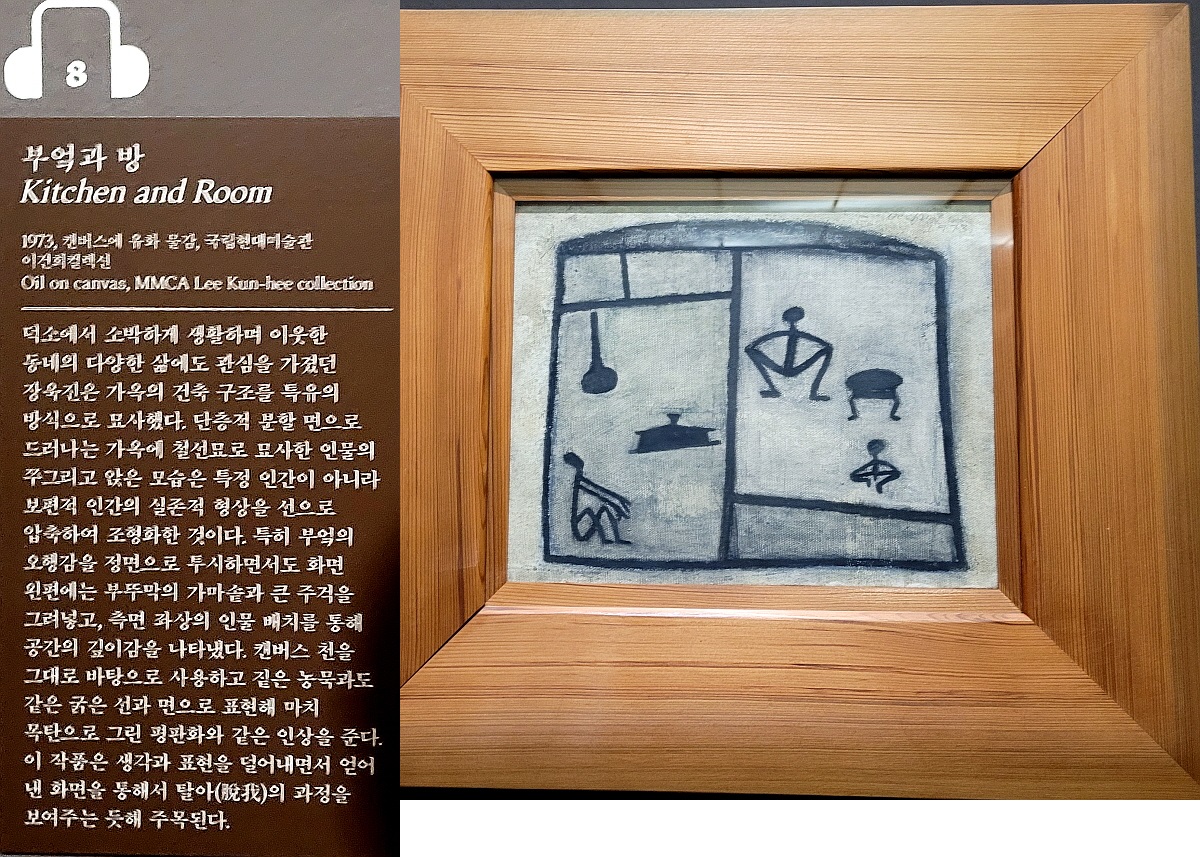 8
부엌과 방
Kitchen and Room
1973, 캔버스에 유화 물감, 국립현대미술관
이건희컬렉션
Oil on canvas, MMCA Lee Kun-hee collection
덕소에서 소박하게 생활하며 이웃한
동네의 다양한 삶에도 관심을 가졌던
장욱진은 가옥의 건축 구조를 특유의
방식으로 묘사했다. 단층적 분할 면으로
드러나는 가옥에 철선묘로 묘사한 인물의
쭈그리고 앉은 모습은 특정 인간이 아니라
보편적 인간의 실존적 형상을 선으로
압축하여 조형화한 것이다. 특히 부엌의
오행감을 정면으로 투시하면서도 화면
왼편에는 부뚜막의 가마솥과 큰 주걱을
그려넣고, 측면 좌상의 인물 배치를 통해
공간의 깊이감을 나타냈다. 캔버스 천을
그대로 바탕으로 사용하고 짙은 농묵과도
같은 굵은 선과 면으로 표현해 마치
목탄으로 그린 평판화와 같은 인상을 준다.
이 작품은 생각과 표현을 덜어내면서 얻어
낸 화면을 통해서 탈아(脫我)의 과정을
보여주는 듯해 주목된다.